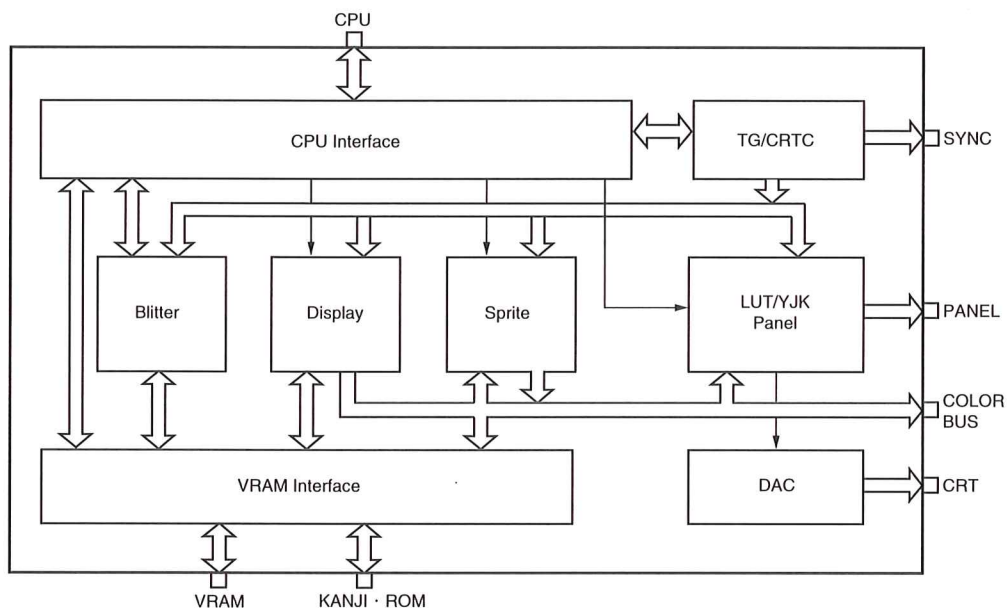 CPU
CPU Interface
TG/CRTC
SYNC
Blitter
Display
Sprite
LUT/YJK
Panel
PANEL
COLOR
BUS
VRAM Interface
DAC
CRT
VRAM
KANJI · ROM